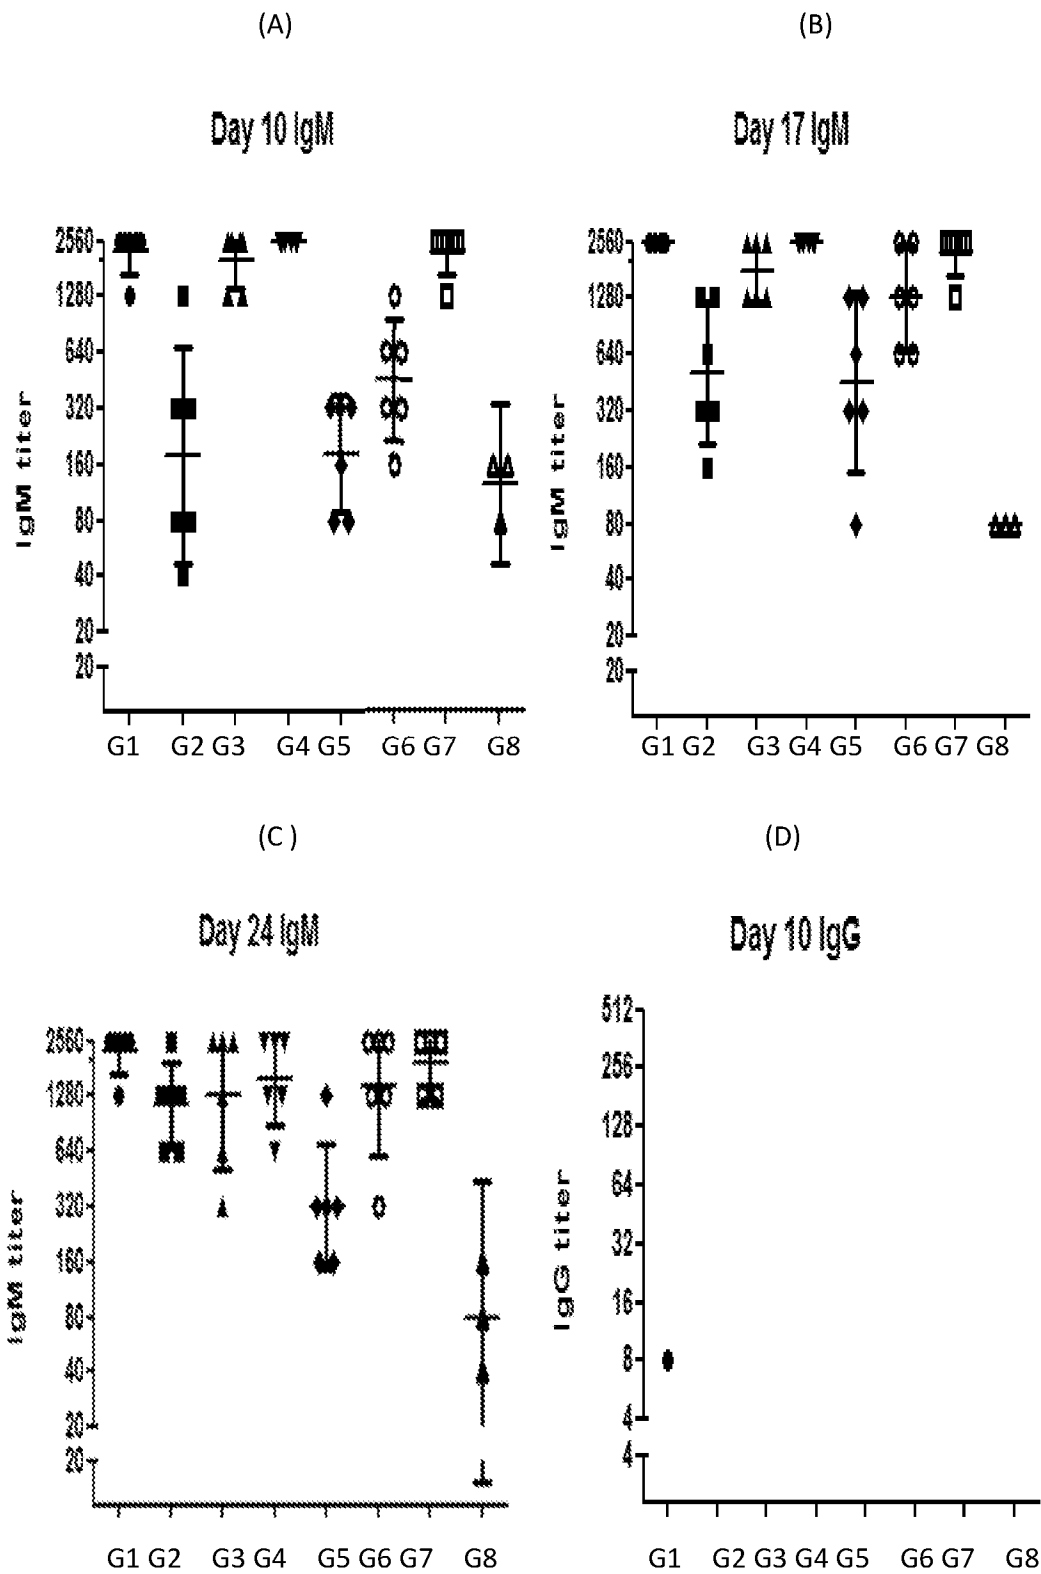 (A)
Day 10 IgM
IgM titer
2560
1280
640
320
160
80
40
20
20
G1 G2 G3 G4 G5 G6 G7 G8
(B)
Day 17 IgM
IgM titer
2560
1280
640
320
160
80
40
20
20
G1 G2 G3 G4 G5 G6 G7 G8
(C )
Day 24 IgM
IgM titer
2560
1280
640
320
160
80
40
20
20
G1 G2 G3 G4 G5 G6 G7 G8
(D)
Day 10 IgG
IgG titer
512
256
128
64
32
16
8
4
4
G1 G2 G3 G4 G5 G6 G7 G8